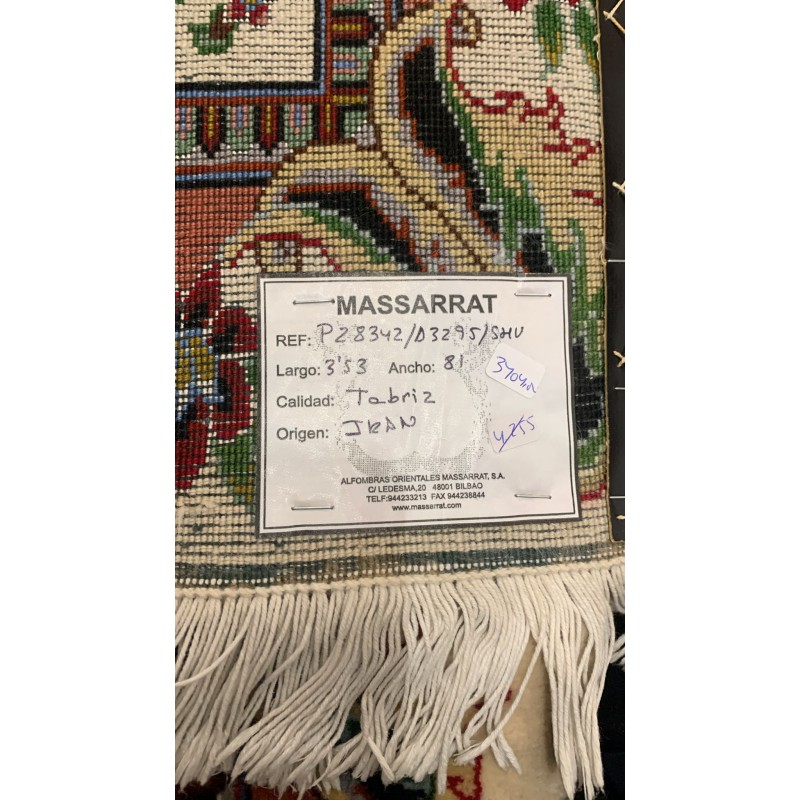 MASSARRAT
REF: P28342/D3295/SHU
Largo: 3'53 Ancho: 81
Calidad: Tabriz
Origen: IRAN
ALFOMBRAS ORIENTALES MASSARRAT, S.A.
C/ LEDESMA,20 48001 BILBAO
TELF:944233213 FAX 944236844
www.massarrat.com